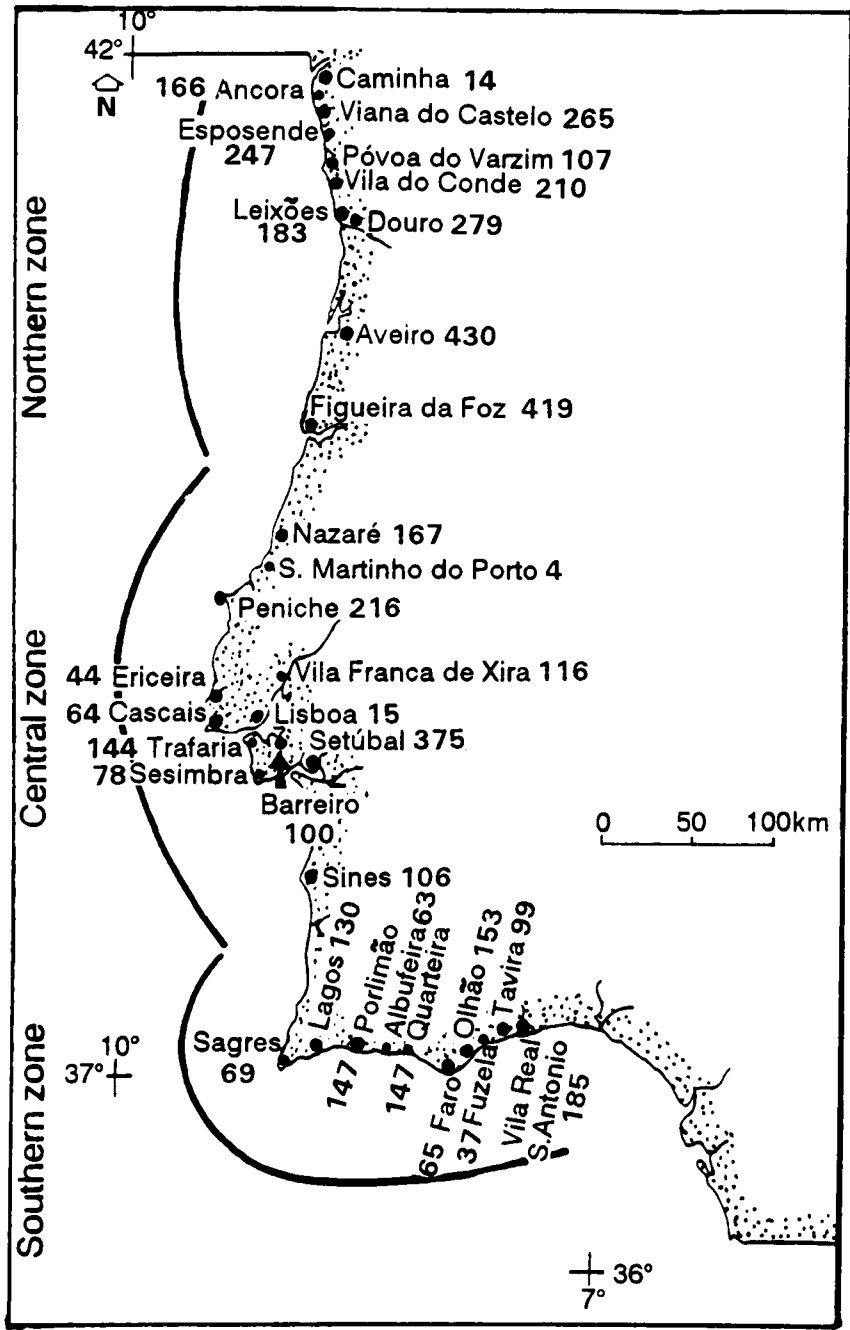 10°
42°
N
166 Ancora
Caminha 14
Viana do Castelo 265
Esposende
247
Póvoa do Varzim 107
Vila do Conde 210
Leixões
183
Douro 279
Aveiro 430
Figueira da Foz 419
Northern zone
Nazaré 167
S. Martinho do Porto 4
Peniche 216
Vila Franca de Xira 116
44 Ericeira
64 Cascais
Lisboa 15
144 Trafaria
Setúbal 375
78 Sesimbra
Barreiro
100
Central zone
0 50 100km
Sines 106
Lagos 130
Porlimão
147
Albufeira 63
Quarteira
147
Olhão 153
Tavira 99
Sagres
69
65 Faro
37 Fuzela
Vila Real
S.Antonio
185
10°
37°
Southern zone
36°
7°